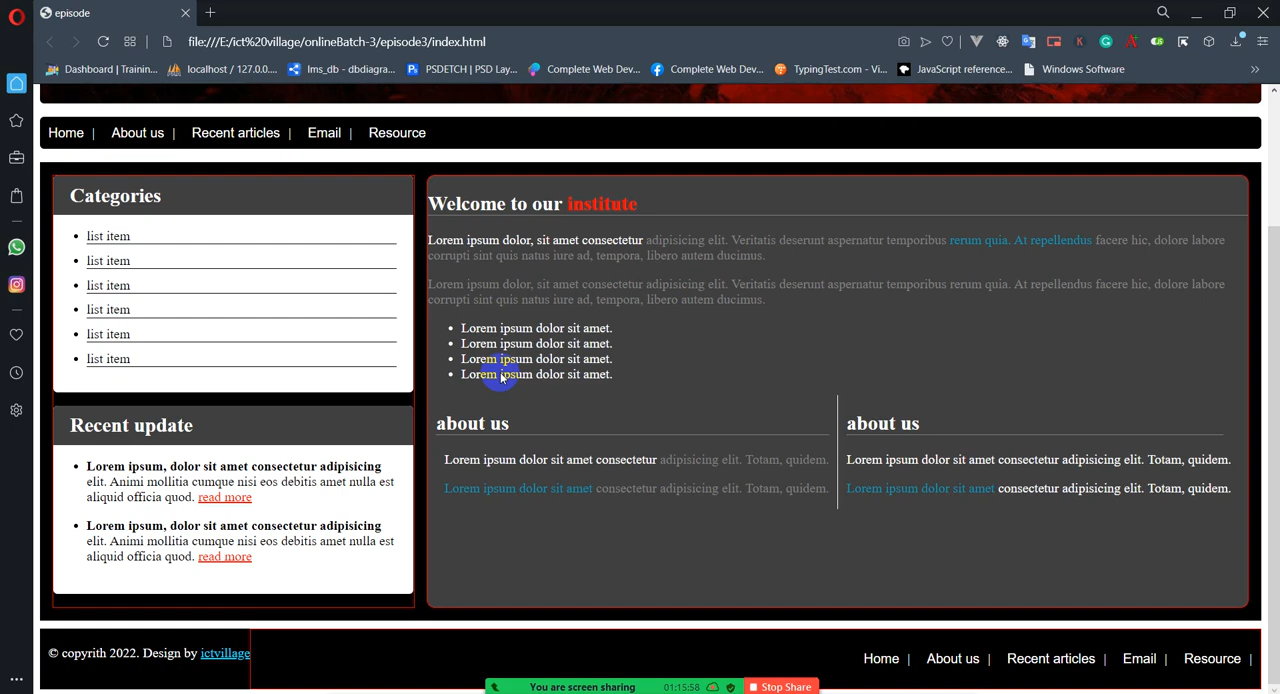 episode
file:///E:/ict%20village/onlineBatch-3/episode3/index.html
Dashboard | Trainin...
localhost / 127.0.0....
lms_db - dbdiagra...
PSDETCH | PSD Lay...
Complete Web Dev...
Complete Web Dev...
TypingTest.com - Vi...
JavaScript reference...
Windows Software
Home | About us | Recent articles | Email | Resource
Categories
list item
list item
list item
list item
list item
list item
Recent update
Lorem ipsum, dolor sit amet consectetur adipisicing
elit. Animi mollitia cumque nisi eos debitis amet nulla est
aliquid officia quod. read more
Lorem ipsum, dolor sit amet consectetur adipisicing
elit. Animi mollitia cumque nisi eos debitis amet nulla est
aliquid officia quod. read more
Welcome to our institute
Lorem ipsum dolor, sit amet consectetur adipisicing elit. Veritatis deserunt aspernatur temporibus rerum quia. At repellendus facere hic, dolore labore
corrupti sint quis natus iure ad, tempora, libero autem ducimus.
Lorem ipsum dolor, sit amet consectetur adipisicing elit. Veritatis deserunt aspernatur temporibus rerum quia. At repellendus facere hic, dolore labore
corrupti sint quis natus iure ad, tempora, libero autem ducimus.
Lorem ipsum dolor sit amet.
Lorem ipsum dolor sit amet.
Lorem ipsum dolor sit amet.
Lorem ipsum dolor sit amet.
about us
Lorem ipsum dolor sit amet consectetur adipisicing elit. Totam, quidem.
Lorem ipsum dolor sit amet consectetur adipisicing elit. Totam, quidem.
about us
Lorem ipsum dolor sit amet consectetur adipisicing elit. Totam, quidem.
Lorem ipsum dolor sit amet consectetur adipisicing elit. Totam, quidem.
© copyrith 2022. Design by ictvillage
Home | About us | Recent articles | Email | Resource |
You are screen sharing 01:15:58 Stop Share